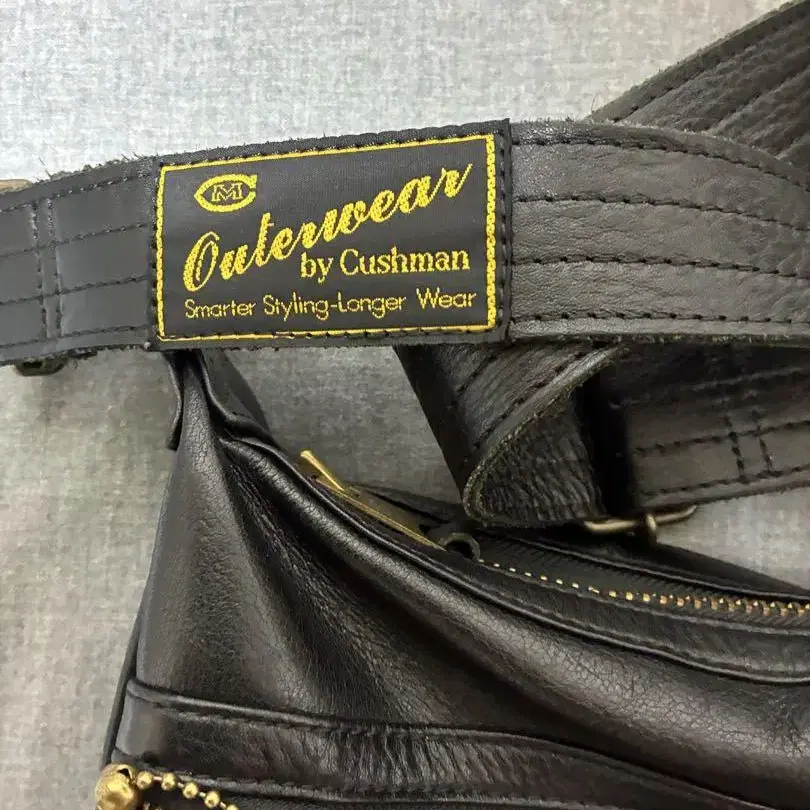 CM
Outerwear
by Cushman
Smarter Styling-Longer Wear